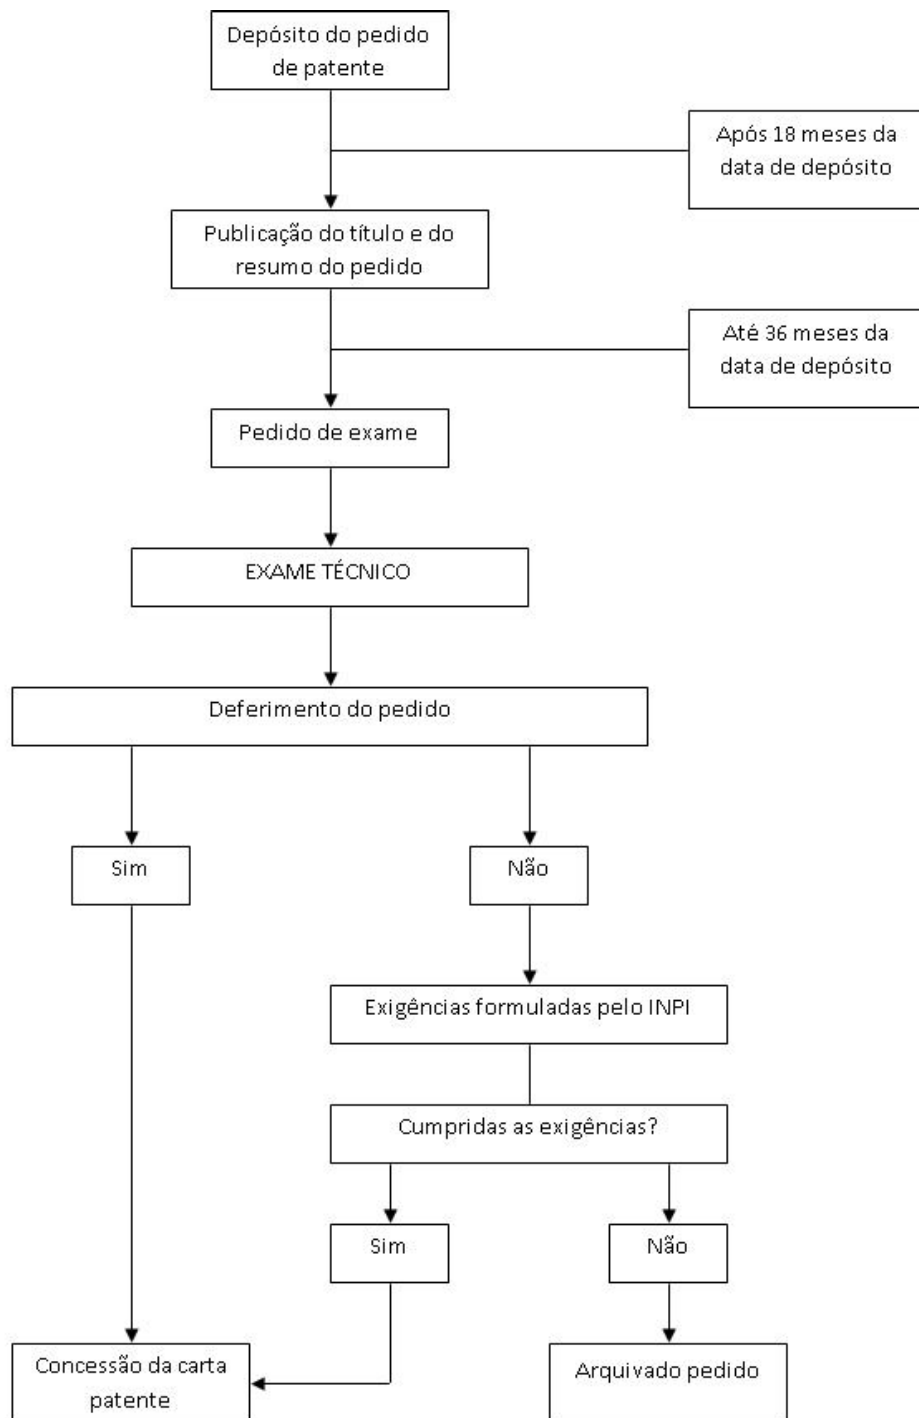 Depósito do pedido
de patente
Após 18 meses da
data de depósito
Publicação do título e do
resumo do pedido
Até 36 meses da
data de depósito
Pedido de exame
EXAME TÉCNICO
Deferimento do pedido
Sim
Não
Exigências formuladas pelo INPI
Cumpridas as exigências?
Sim
Não
Concessão da carta
patente
Arquivado pedido